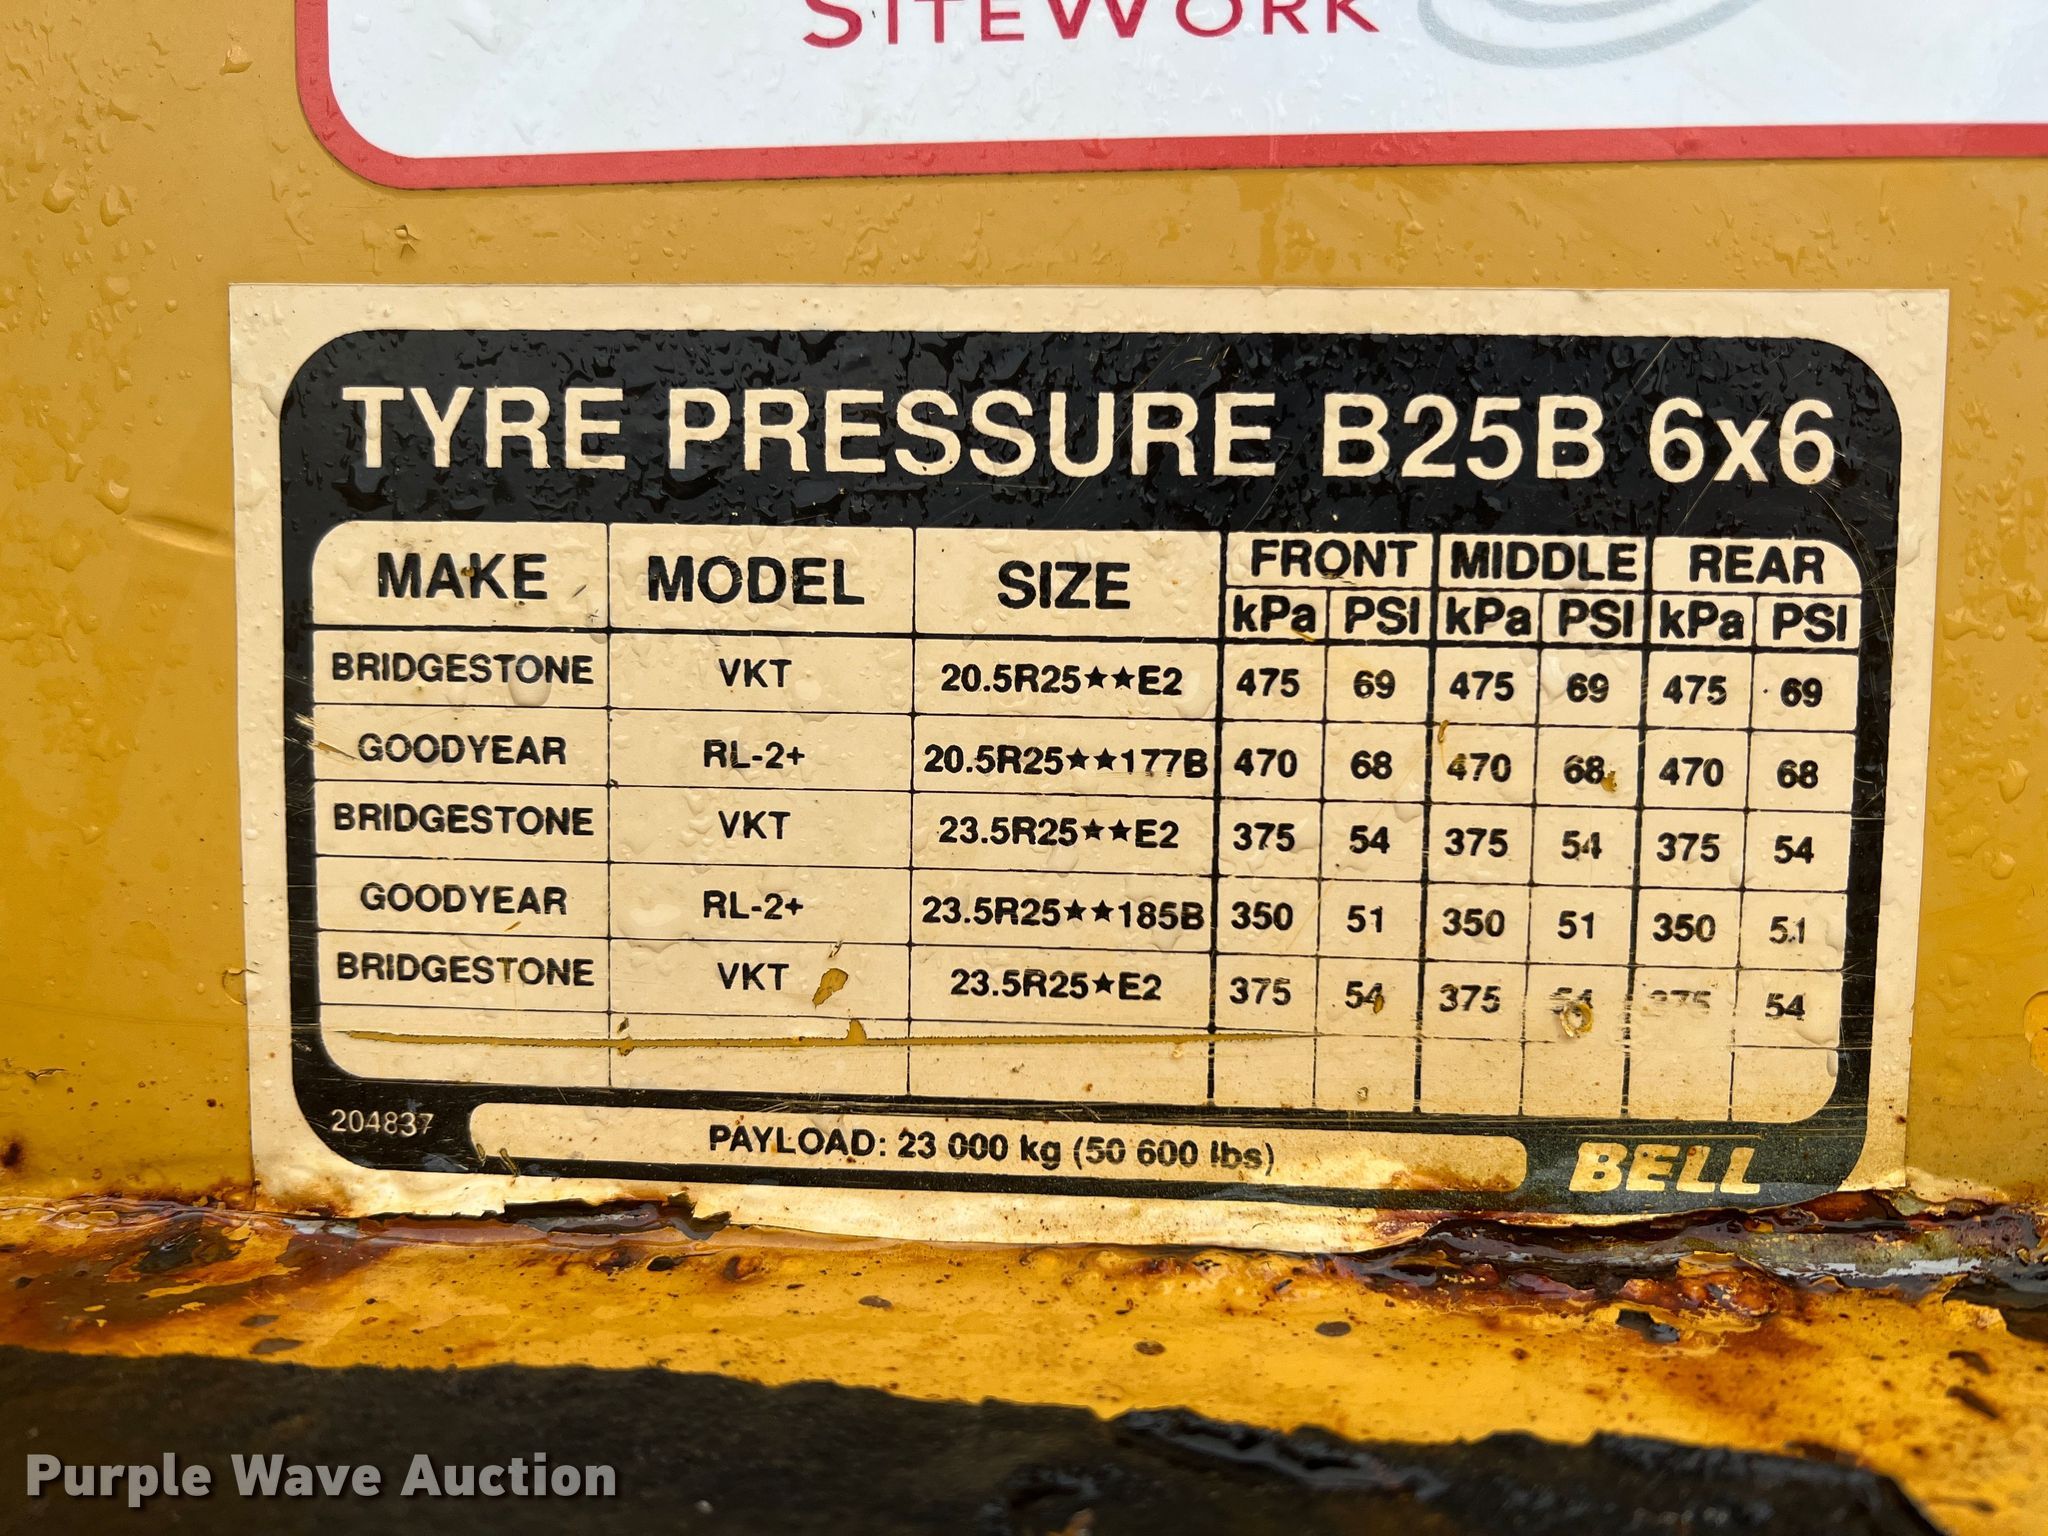 SITEWORK
TYRE PRESSURE B25B 6x6
MAKE MODEL SIZE FRONT MIDDLE REAR
kPa PSI kPa PSI kPa PSI
BRIDGESTONE VKT 20.5R25★★E2 475 69 475 69 475 69
GOODYEAR RL-2+ 20.5R25★★177B 470 68 470 68 470 68
BRIDGESTONE VKT 23.5R25★★E2 375 54 375 54 375 54
GOODYEAR RL-2+ 23.5R25★★185B 350 51 350 51 350 51
BRIDGESTONE VKT 23.5R25★E2 375 54 375 54 375 54
204837
PAYLOAD: 23 000 kg (50 600 lbs)
BELL
Purple Wave Auction